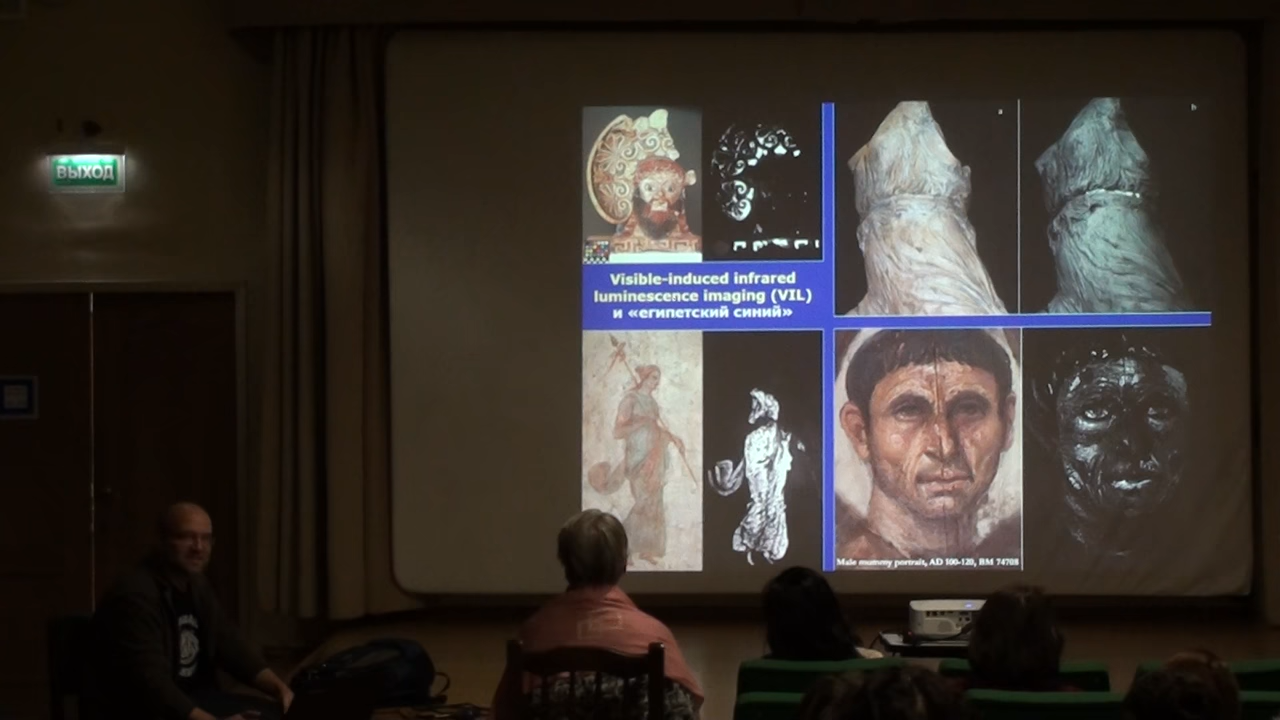 ВЫХОД
a
b
Visible-induced infrared
luminescence imaging (VIL)
и «египетский синий»
Male mummy portrait, AD 100-120, BM 74708